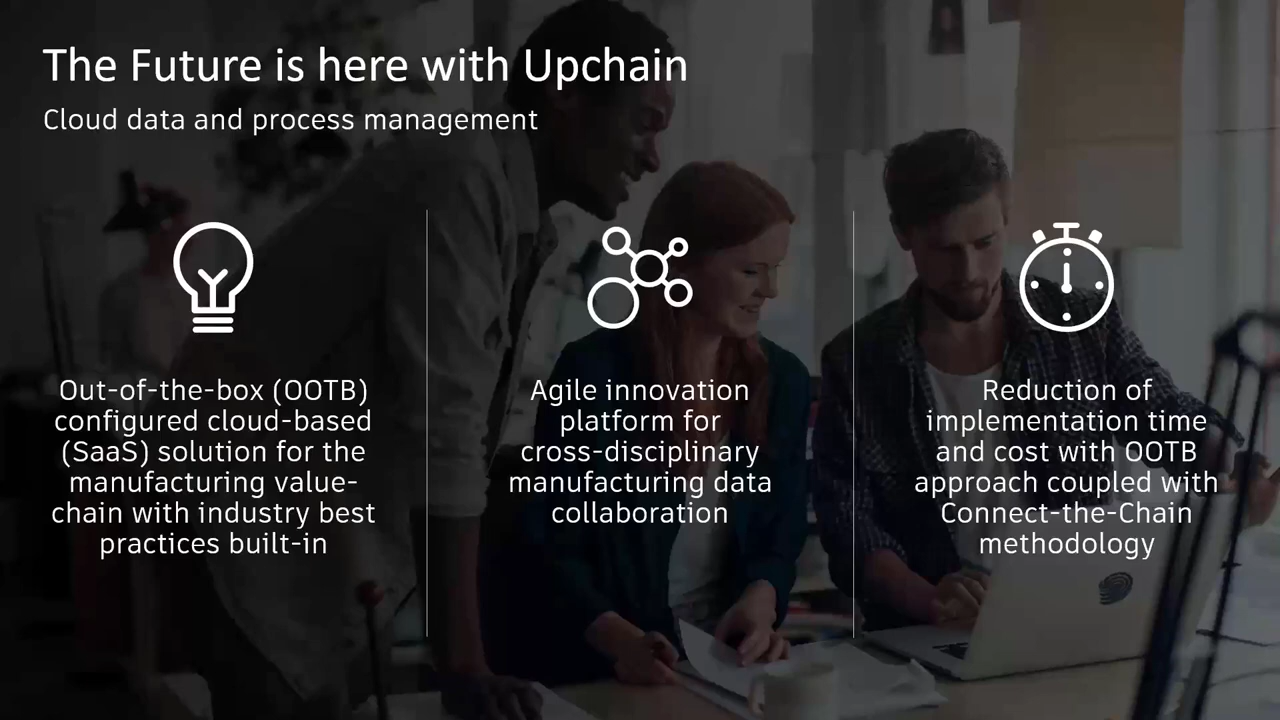 The Future is here with Upchain
Cloud data and process management
Out-of-the-box (OOTB)
configured cloud-based
(SaaS) solution for the
manufacturing value-
chain with industry best
practices built-in
Agile innovation
platform for
cross-disciplinary
manufacturing data
collaboration
Reduction of
implementation time
and cost with OOTB
approach coupled with
Connect-the-Chain
methodology